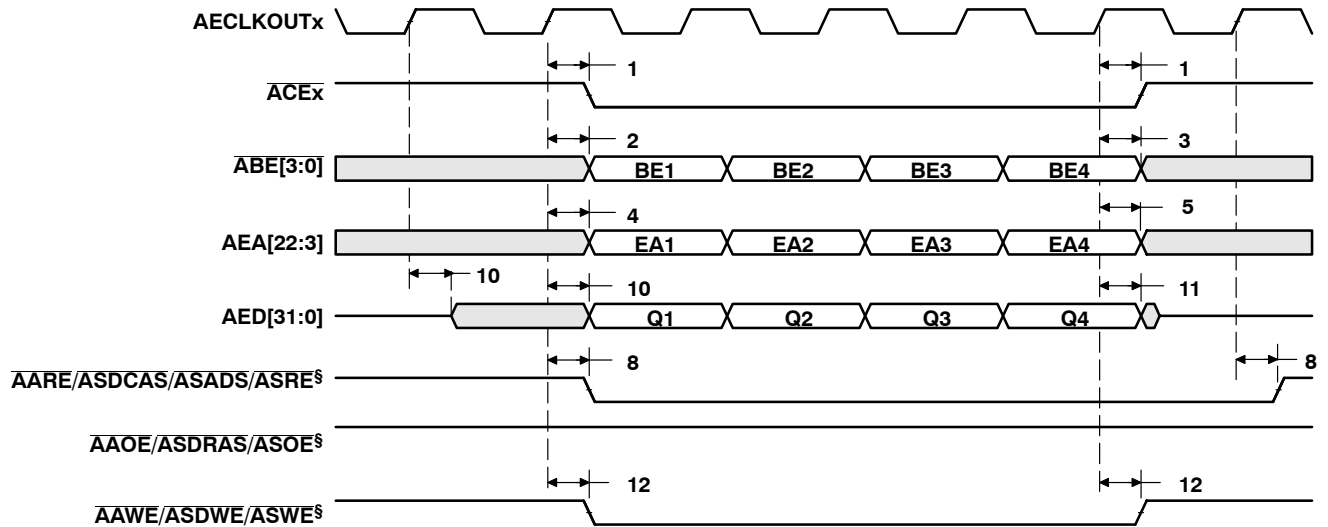 AECLKOUTx
1 1
ACEx
2 3
ABE[3:0] BE1 BE2 BE3 BE4
4 5
AEA[22:3] EA1 EA2 EA3 EA4
10
10 11
AED[31:0] Q1 Q2 Q3 Q4
8 8
AARE/ASDCAS/ASADS/ASRE§
AAOE/ASDRAS/ASOE§
12 12
AAWE/ASDWE/ASWE§